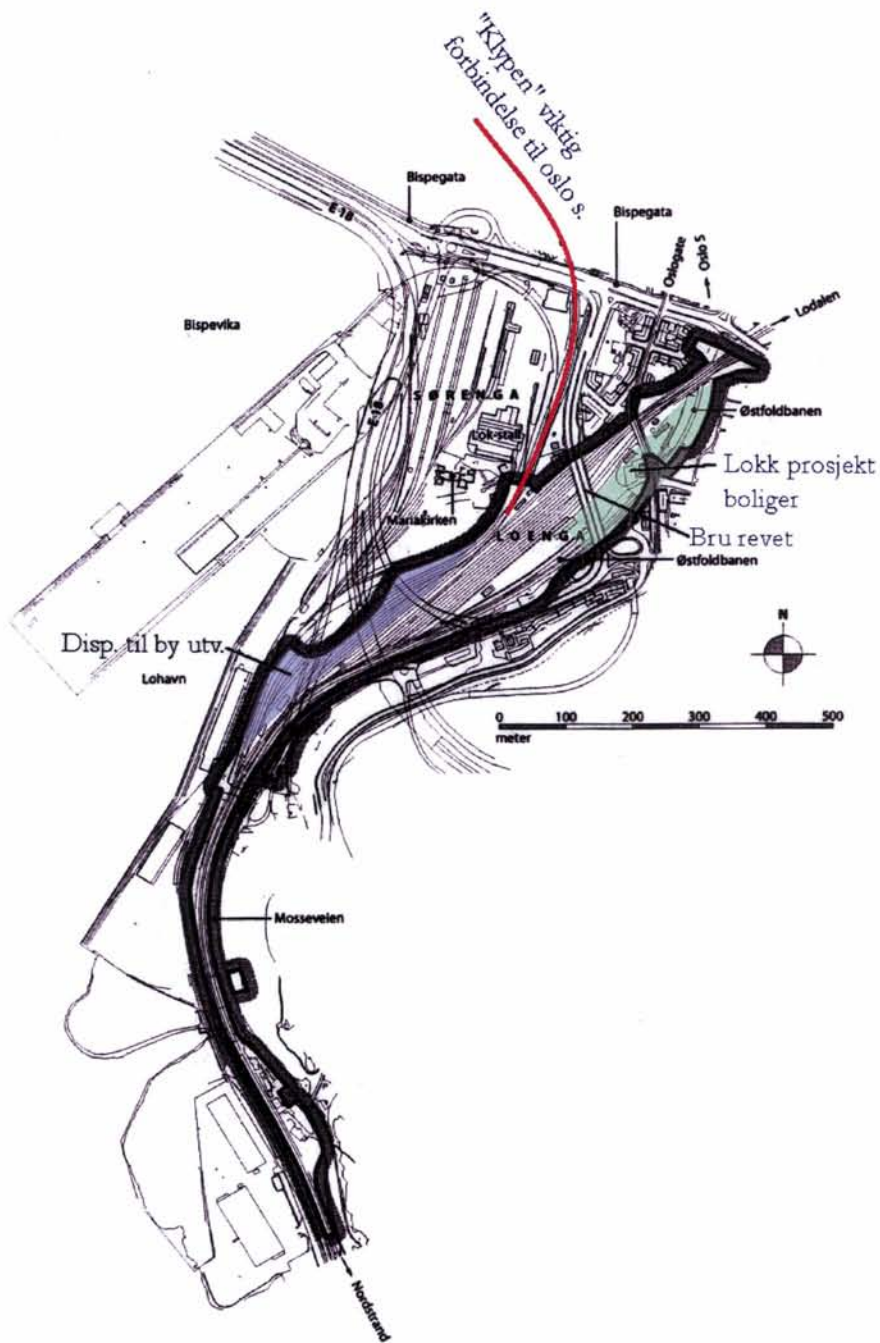 "Klypen" viktig
forbindelse til oslo s.
Bispegata
E 18
Bispegata
Oslogate
Oslo S
Lodalen
Bispevika
E 18
SØRENGA
Østfoldbanen
Lok-stall
Lokk prosjekt
boliger
Mariakirken
LOENGA
Bru revet
Østfoldbanen
N
Disp. til by utv.
Lohavn
0 100 200 300 400 500
meter
Mosseveien
Nordstrand